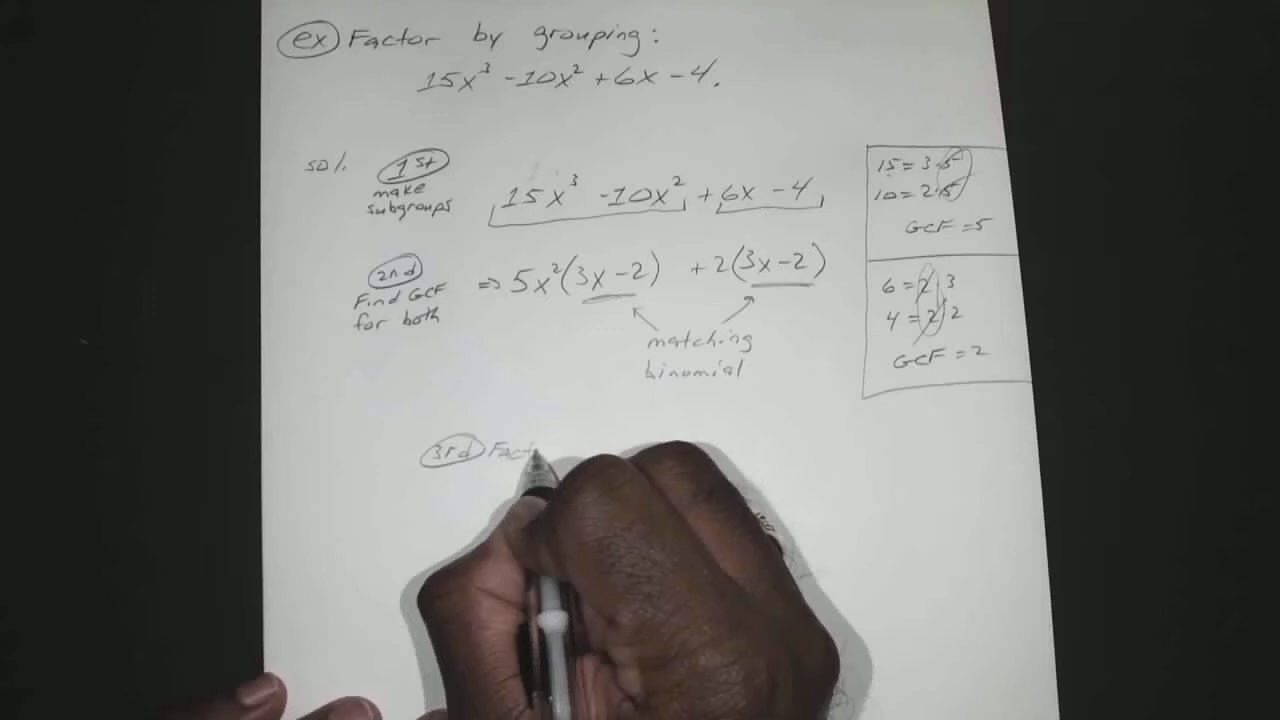 ex Factor by grouping:
15x³ -10x² +6x -4.
sol.
1st
make
subgroups
15x³ -10x² +6x -4
2nd
Find GCF
for both
⇒ 5x²(3x-2) +2(3x-2)
matching
binomial
3rd Fact
15 = 3·5
10 = 2·5
GCF = 5
6 = 2·3
4 = 2·2
GCF = 2